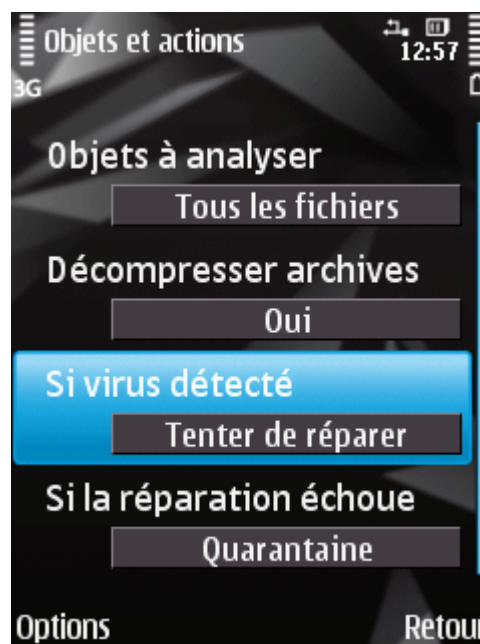 Objets et actions
12:57
3G
Objets à analyser
Tous les fichiers
Décompresser archives
Oui
Si virus détecté
Tenter de réparer
Si la réparation échoue
Quarantaine
Options
Retour